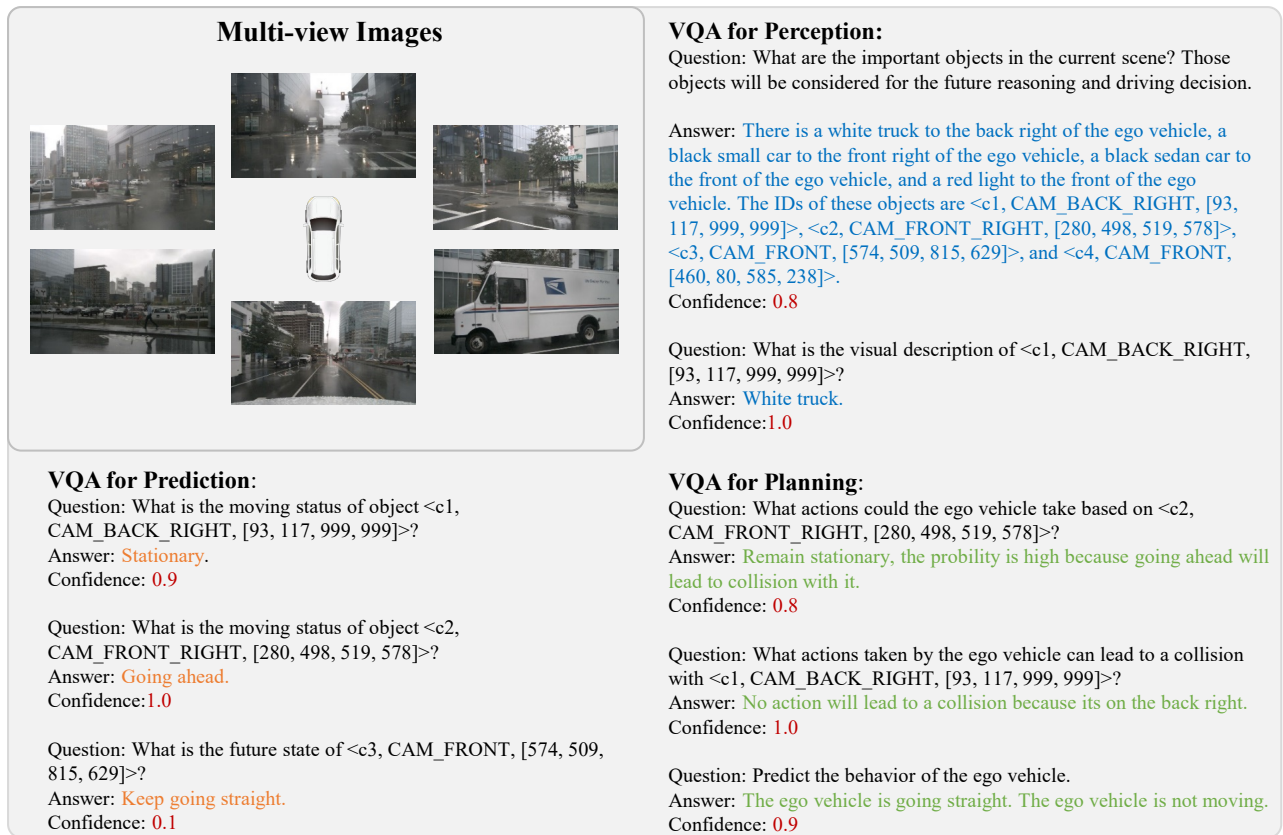 Multi-view Images
VQA for Perception:
Question: What are the important objects in the current scene? Those
objects will be considered for the future reasoning and driving decision.
Answer: There is a white truck to the back right of the ego vehicle, a
black small car to the front right of the ego vehicle, a black sedan car to
the front of the ego vehicle, and a red light to the front of the ego
vehicle. The IDs of these objects are <c1, CAM_BACK_RIGHT, [93,
117, 999, 999]>, <c2, CAM_FRONT_RIGHT, [280, 498, 519, 578]>,
<c3, CAM_FRONT, [574, 509, 815, 629]>, and <c4, CAM_FRONT,
[460, 80, 585, 238]>.
Confidence: 0.8
Question: What is the visual description of <c1, CAM_BACK_RIGHT,
[93, 117, 999, 999]>?
Answer: White truck.
Confidence:1.0
VQA for Prediction:
Question: What is the moving status of object <c1,
CAM_BACK_RIGHT, [93, 117, 999, 999]>?
Answer: Stationary.
Confidence: 0.9
Question: What is the moving status of object <c2,
CAM_FRONT_RIGHT, [280, 498, 519, 578]>?
Answer: Going ahead.
Confidence:1.0
Question: What is the future state of <c3, CAM_FRONT, [574, 509,
815, 629]>?
Answer: Keep going straight.
Confidence: 0.1
VQA for Planning:
Question: What actions could the ego vehicle take based on <c2,
CAM_FRONT_RIGHT, [280, 498, 519, 578]>?
Answer: Remain stationary, the probility is high because going ahead will
lead to collision with it.
Confidence: 0.8
Question: What actions taken by the ego vehicle can lead to a collision
with <c1, CAM_BACK_RIGHT, [93, 117, 999, 999]>?
Answer: No action will lead to a collision because its on the back right.
Confidence: 1.0
Question: Predict the behavior of the ego vehicle.
Answer: The ego vehicle is going straight. The ego vehicle is not moving.
Confidence: 0.9